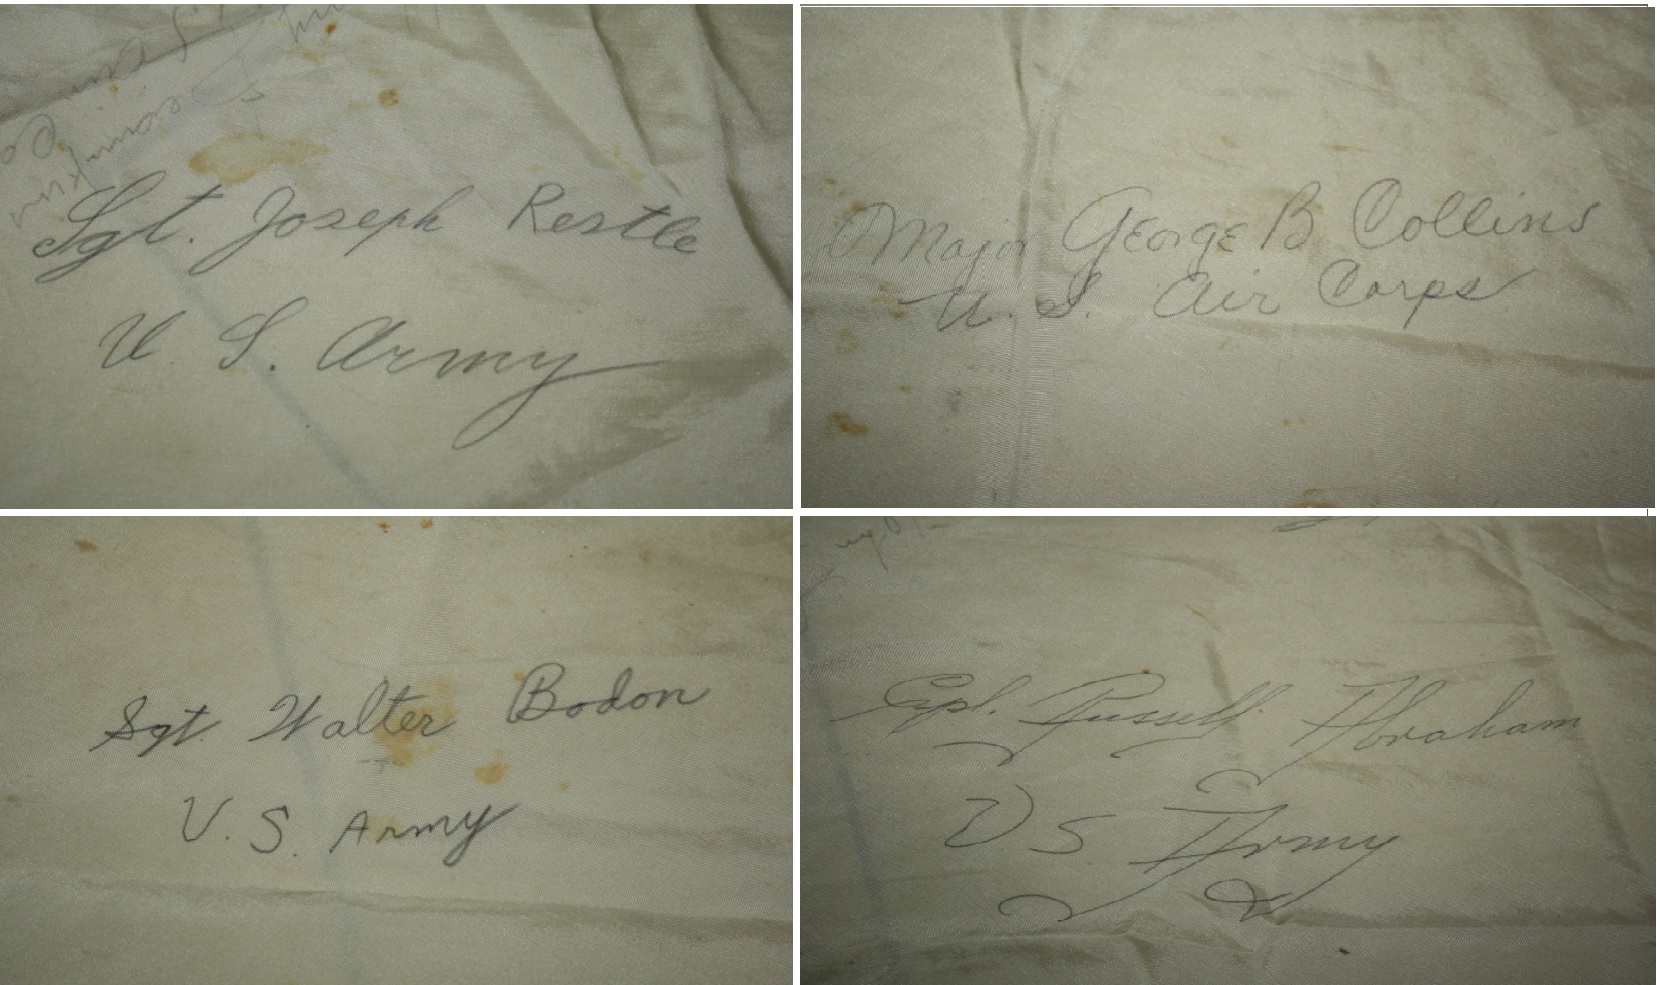 Sgt. Joseph Restle
U. S. Army
Major George B Collins
U. S. Air Corps
Sgt. Walter Bodon
U. S. Army
Cpl. Russell Abraham
U S Army